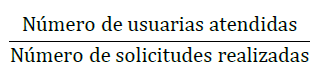 Número de usuarias atendidas
Número de solicitudes realizadas